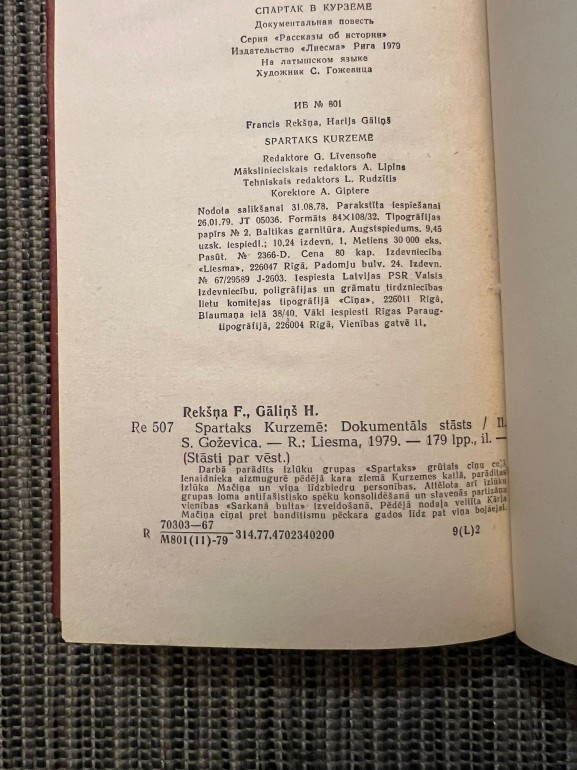 СПАРТАК В КУРЗЕМЕ
Документальная повесть
Серия «Рассказы об истории»
Издательство «Лиесма» Рига 1979
На латышском языке
Художник С. Гожевица
ИБ № 801
Francis Rekšņa, Harijs Gāliņš
SPARTAKS KURZEMĒ
Redaktore G. Līvensone
Mākslinieciskais redaktors A. Lipins
Tehniskais redaktors L. Rudzītis
Korektore A. Giptere
Nodota salikšanai 31.08.78. Parakstīta iespiešanai
26.01.79. JT 05036. Formāts 84×108/32. Tipogrāfijas
papīrs № 2. Baltikas garnitūra. Augstspiedums. 9,45
uzsk. iespiedl.; 10,24 izdevn. l. Metiens 30 000 eks.
Pasūt. № 2366-D. Cena 80 kap. Izdevniecība
«Liesma», 226047 Rīgā, Padomju bulv. 24. Izdevn.
№ 67/29589 J-2603. Iespiesta Latvijas PSR Valsts
Izdevniecību, poligrāfijas un grāmatu tirdzniecības
lietu komitejas tipogrāfijā «Cīņa», 226011 Rīgā,
Blaumaņa ielā 38/40. Vāki iespiesti Rīgas Paraug-
tipogrāfijā, 226004 Rīgā, Vienības gatvē 11.
Rekšņa F., Gāliņš H.
Re 507 Spartaks Kurzemē: Dokumentāls stāsts / Il.
S. Goževica. — R.: Liesma, 1979. — 179 lpp., il. —
(Stāsti par vēst.)
Darbā parādīts izlūku grupas «Spartaks» grūtais cīņu ceļš
ienaidnieka aizmugurē pēdējā kara ziemā Kurzemes katlā, parādītas
izlūka Mačiņa un viņa līdzbiedru personības. Attēlota arī izlūku
grupas loma antifašistisko spēku konsolidēšanā un slavenās partizānu
vienības «Sarkanā bulta» izveidošanā. Pēdējā nodaļa veltīta Kārļa
Mačiņa cīņai pret bandītismu pēckara gados līdz pat viņa bojāejai.
R 70303—67
M801(11)-79 314.77.4702340200 9(L)2